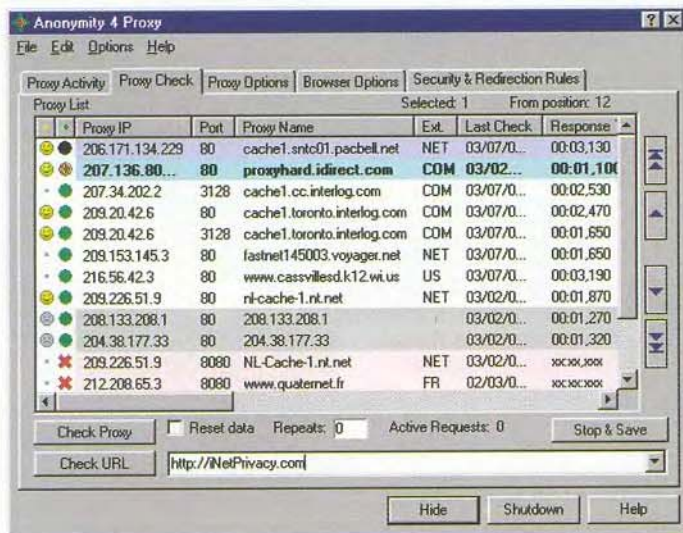 Anonymity 4 Proxy
File Edit Options Help
Proxy Activity Proxy Check Proxy Options Browser Options Security & Redirection Rules
Proxy List Selected: 1 From position: 12
Proxy IP Port Proxy Name Ext. Last Check Response
206.171.134.229 80 cache1.sntc01.pacbell.net NET 03/07/0... 00:03,130
207.136.80... 80 proxyhard.idirect.com COM 03/02... 00:01,100
207.34.202.2 3128 cache1.cc.interlog.com COM 03/07/0... 00:02,530
209.20.42.6 80 cache1.toronto.interlog.com COM 03/07/0... 00:02,470
209.20.42.6 3128 cache1.toronto.interlog.com COM 03/07/0... 00:01,650
209.153.145.3 80 fastnet145003.voyager.net NET 03/07/0... 00:01,650
216.56.42.3 80 www.cassvillesd.k12.wi.us US 03/07/0... 00:03,190
209.226.51.9 80 nl-cache-1.nt.net NET 03/02/0... 00:01,870
208.133.208.1 80 208.133.208.1 03/02/0... 00:01,270
204.38.177.33 80 204.38.177.33 03/02/0... 00:01,320
209.226.51.9 8080 NL-Cache-1.nt.net NET 03/02/0... xx:xx,xxx
212.208.65.3 8080 www.quaternet.fr FR 02/03/0... xx:xx,xxx
Check Proxy Reset data Repeats: 0 Active Requests: 0 Stop & Save
Check URL http://iNetPrivacy.com
Hide Shutdown Help